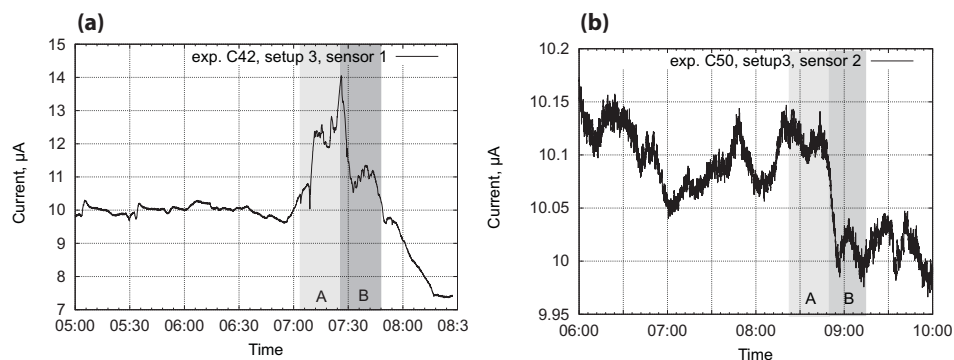 (a)
15
14
13
12
11
10
9
8
7
Current, µA
exp. C42, setup 3, sensor 1
A
B
05:00
05:30
06:00
06:30
07:00
07:30
08:00
08:3
Time
(b)
10.2
10.15
10.1
10.05
10
9.95
Current, µA
exp. C50, setup3, sensor 2
A
B
06:00
07:00
08:00
09:00
10:00
Time